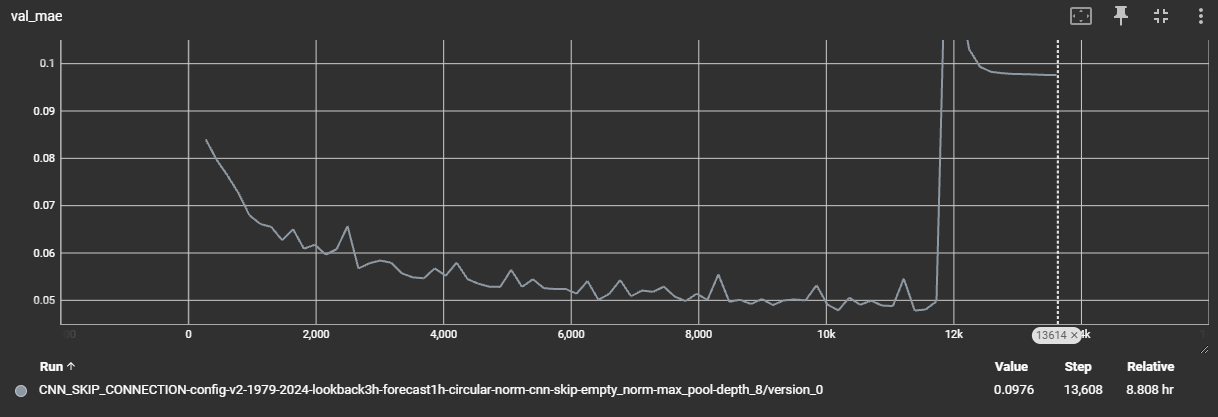 val_mae
0.1
0.09
0.08
0.07
0.06
0.05
00 0 2,000 4,000 6,000 8,000 10k 12k 13614 × 4k
Run ↑ Value Step Relative
CNN_SKIP_CONNECTION-config-v2-1979-2024-lookback3h-forecast1h-circular-norm-cnn-skip-empty_norm-max_pool-depth_8/version_0 0.0976 13,608 8.808 hr